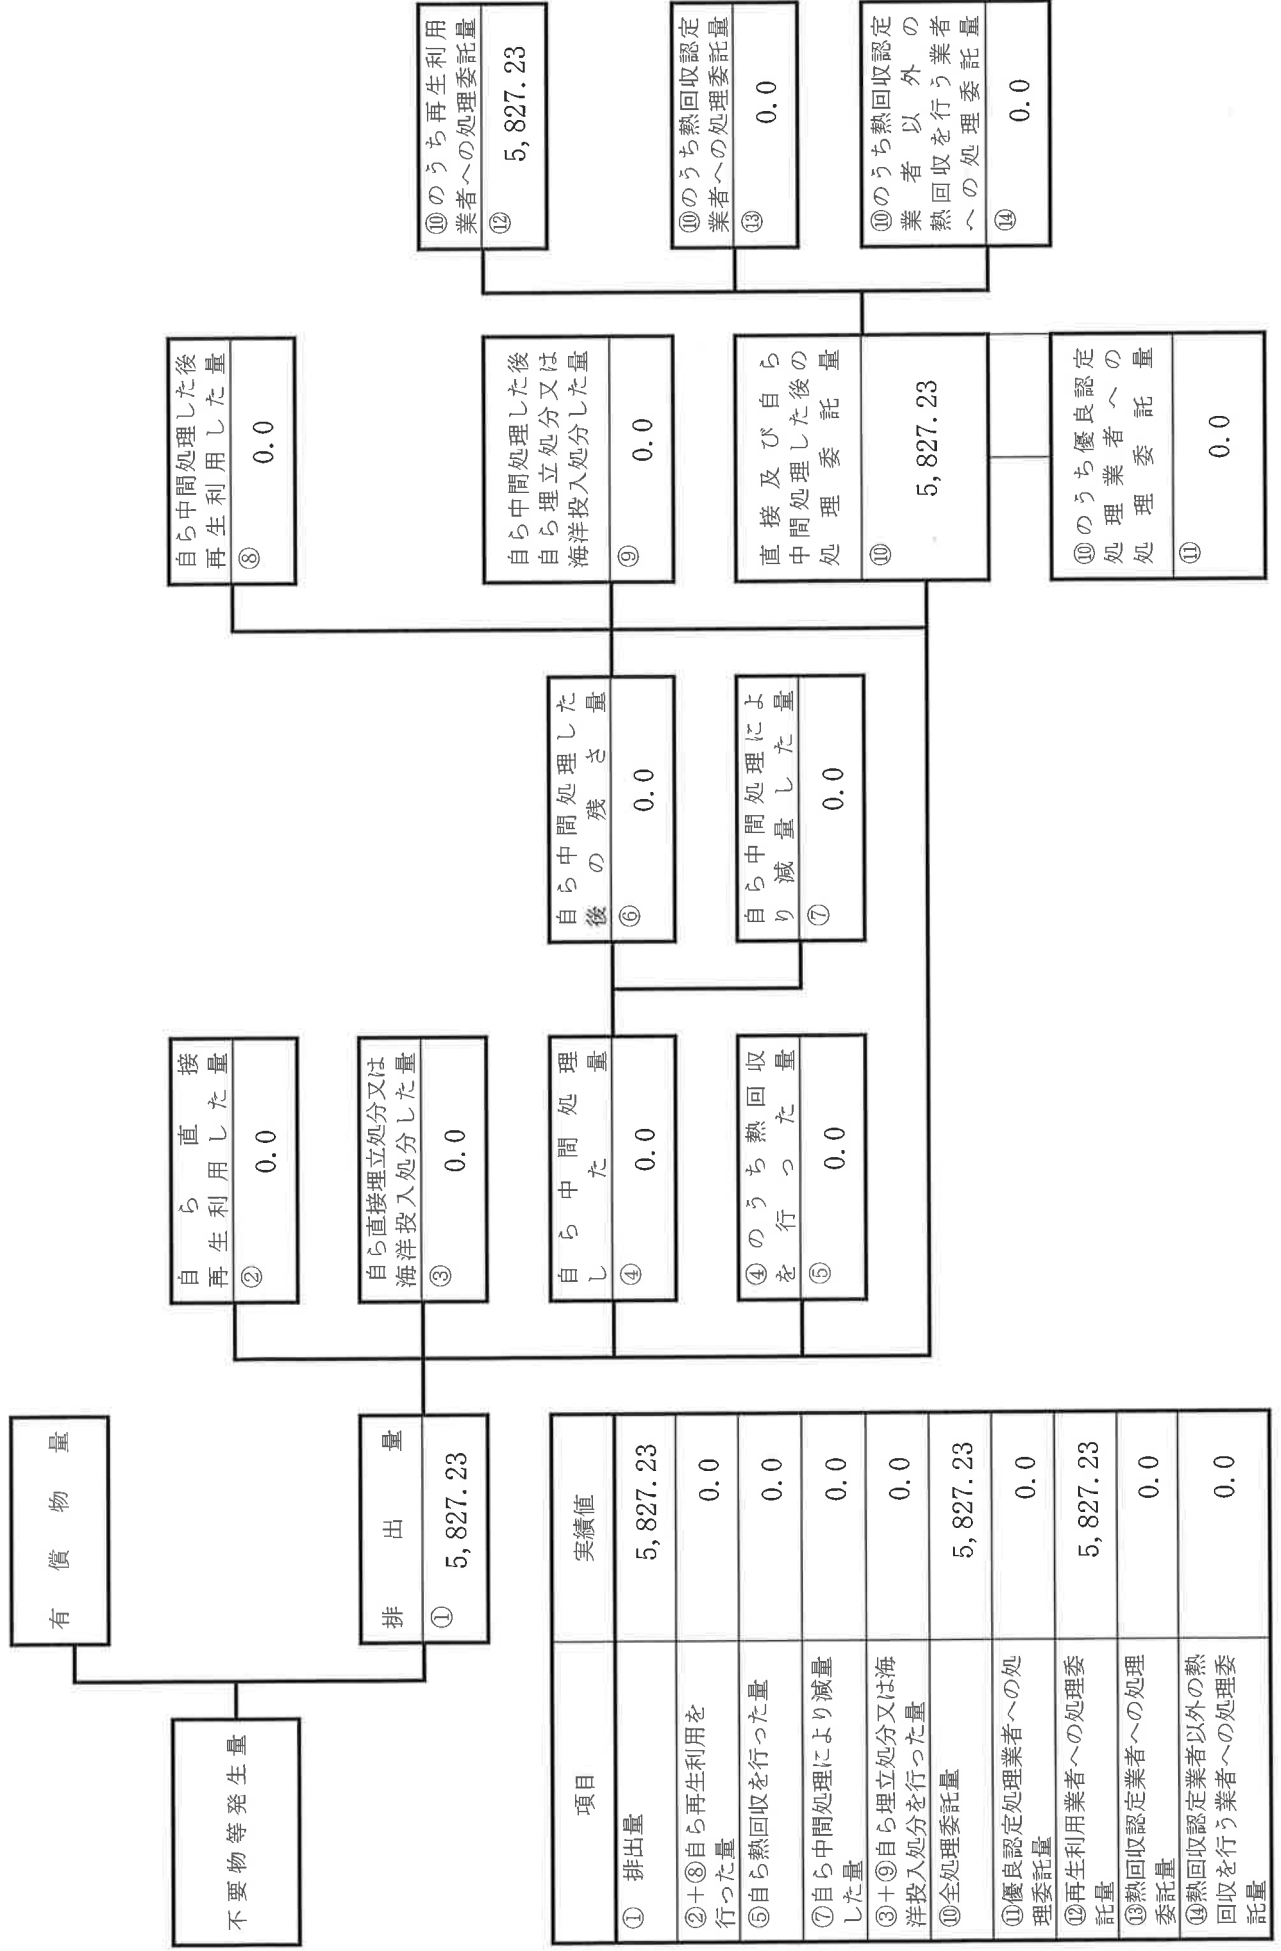 不要物等発生量
有償物量
排出量
① 5,827.23
自ら直接
再生利用した量
② 0.0
自ら直接埋立処分又は
海洋投入処分した量
③ 0.0
自ら中間処理
した量
④ 0.0
④のうち熱回収
を行った量
⑤ 0.0
自ら中間処理した
後の残さ量
⑥ 0.0
自ら中間処理によ
り減量した量
⑦ 0.0
自ら中間処理した後
再生利用した量
⑧ 0.0
自ら中間処理した後
自ら埋立処分又は
海洋投入処分した量
⑨ 0.0
直接及び自ら
中間処理した後の
処理委託量
⑩ 5,827.23
⑩のうち優良認定
処理業者への
処理委託量
⑪ 0.0
⑩のうち再生利用
業者への処理委託量
⑫ 5,827.23
⑩のうち熱回収認定
業者への処理委託量
⑬ 0.0
⑩のうち熱回収認定
業者以外の
熱回収を行う業者
への処理委託量
⑭ 0.0
項目 実績値
① 排出量 5,827.23
②+⑧自ら再生利用を
行った量 0.0
⑤自ら熱回収を行った量 0.0
⑦自ら中間処理により減量
した量 0.0
③+⑨自ら埋立処分又は海
洋投入処分を行った量 0.0
⑩全処理委託量 5,827.23
⑪優良認定処理業者への処
理委託量 0.0
⑫再生利用業者への処理委
託量 5,827.23
⑬熱回収認定業者への処理
委託量 0.0
⑭熱回収認定業者以外の熱
回収を行う業者への処理委
託量 0.0